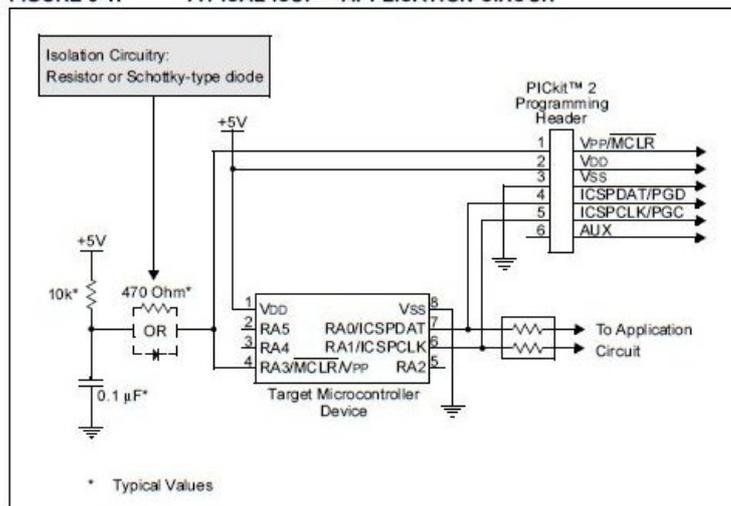 Isolation Circuitry:
Resistor or Schottky-type diode
PICkit™ 2
Programming
Header
+5V
1 VPP/MCLR
2 VDD
3 VSS
4 ICSPDAT/PGD
5 ICSPCLK/PGC
6 AUX
+5V
10k*
470 Ohm*
OR
0.1 µF*
1 VDD VSS 8
2 RA5 RA0/ICSPDAT 7
3 RA4 RA1/ICSPCLK 6
4 RA3/MCLR/VPP RA2 5
Target Microcontroller
Device
To Application
Circuit
* Typical Values